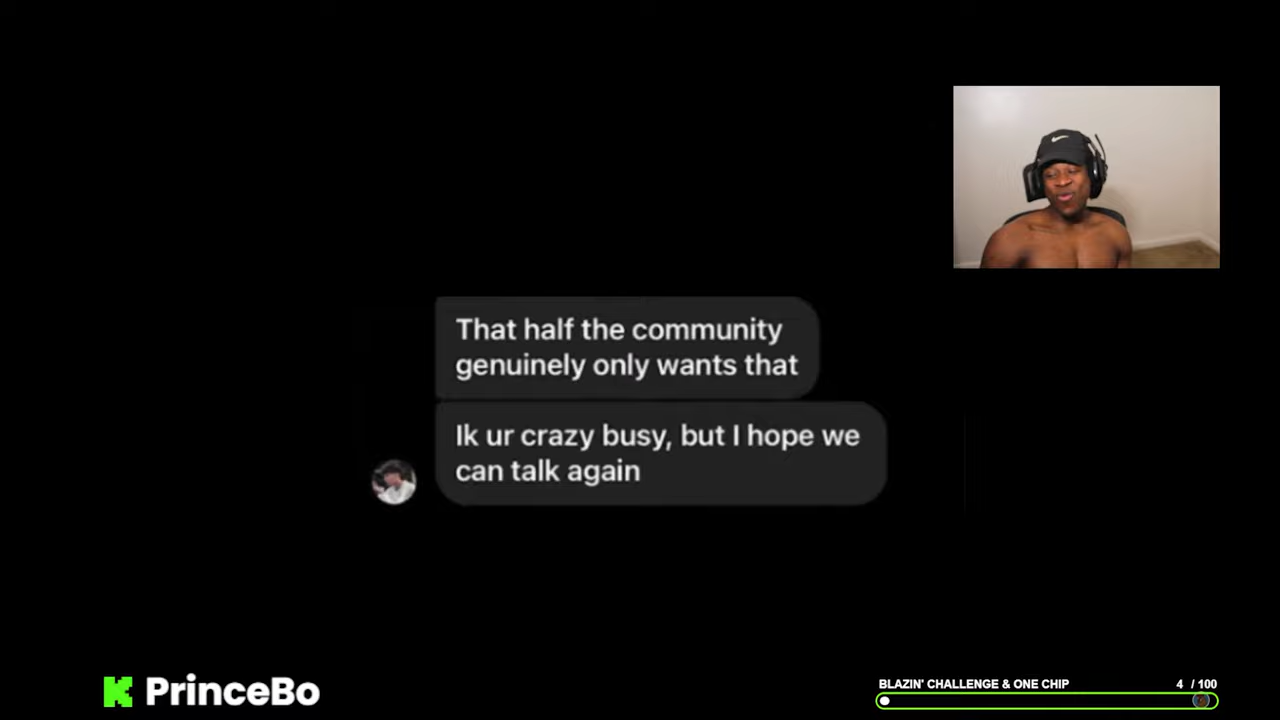 That half the community
genuinely only wants that
Ik ur crazy busy, but I hope we
can talk again
PrinceBo
BLAZIN' CHALLENGE & ONE CHIP 4 / 100